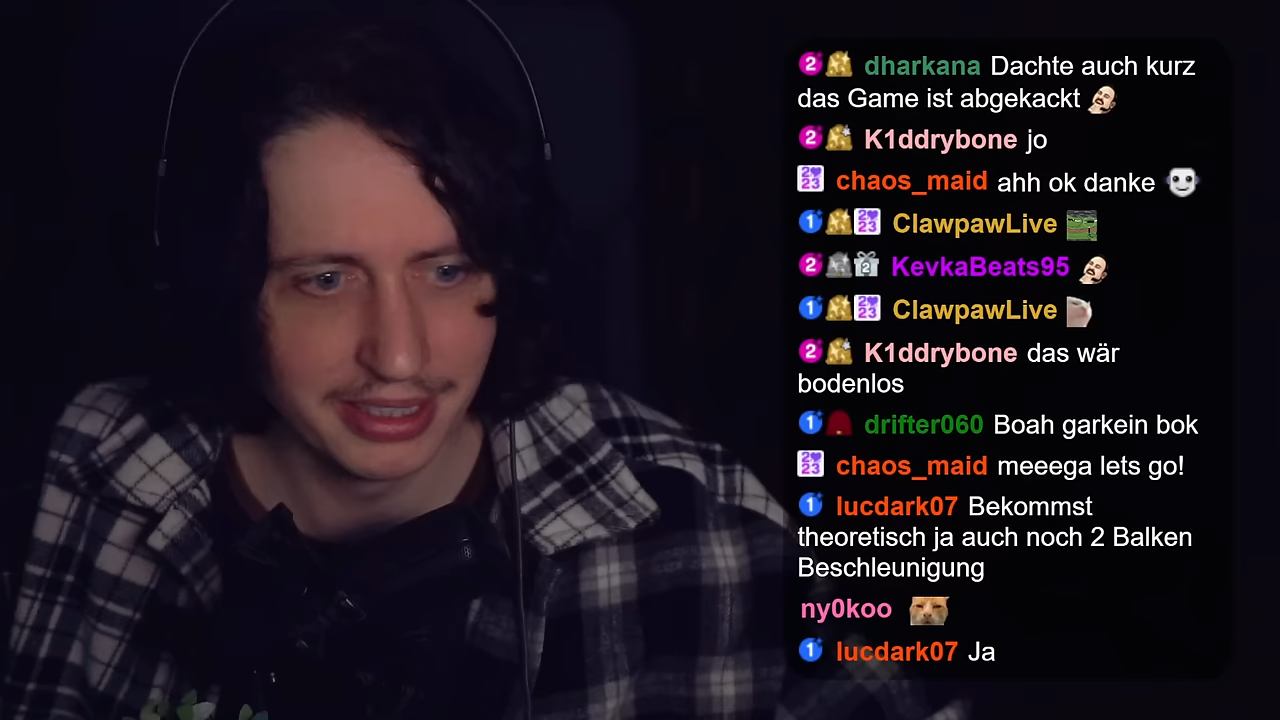 dharkana Dachte auch kurz
das Game ist abgekackt
K1ddrybone jo
chaos_maid ahh ok danke
ClawpawLive
KevkaBeats95
ClawpawLive
K1ddrybone das wär
bodenlos
drifter060 Boah garkein bok
chaos_maid meeega lets go!
lucdark07 Bekommst
theoretisch ja auch noch 2 Balken
Beschleunigung
ny0koo
lucdark07 Ja